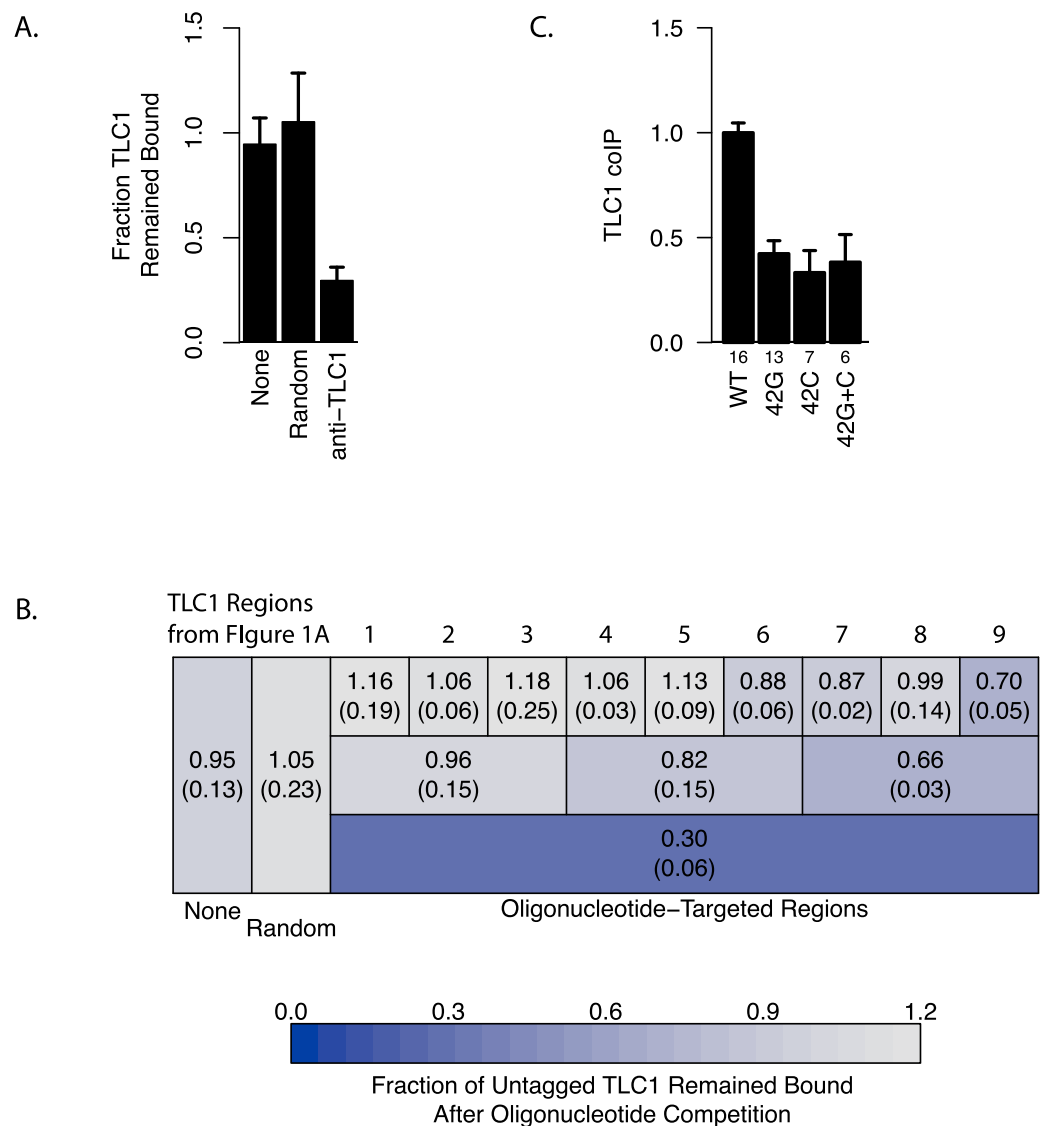 A.
1.5
1.0
0.5
0.0
Fraction TLC1
Remained Bound
None
Random
anti−TLC1
C.
1.5
1.0
0.5
0.0
TLC1 coIP
16 13 7 6
WT
42G
42C
42G+C
B.
TLC1 Regions
from FIgure 1A 1 2 3 4 5 6 7 8 9
1.16 1.06 1.18 1.06 1.13 0.88 0.87 0.99 0.70
(0.19) (0.06) (0.25) (0.03) (0.09) (0.06) (0.02) (0.14) (0.05)
0.95 1.05 0.96 0.82 0.66
(0.13) (0.23) (0.15) (0.15) (0.03)
0.30
(0.06)
None Random Oligonucleotide−Targeted Regions
0.0 0.3 0.6 0.9 1.2
Fraction of Untagged TLC1 Remained Bound
After Oligonucleotide Competition